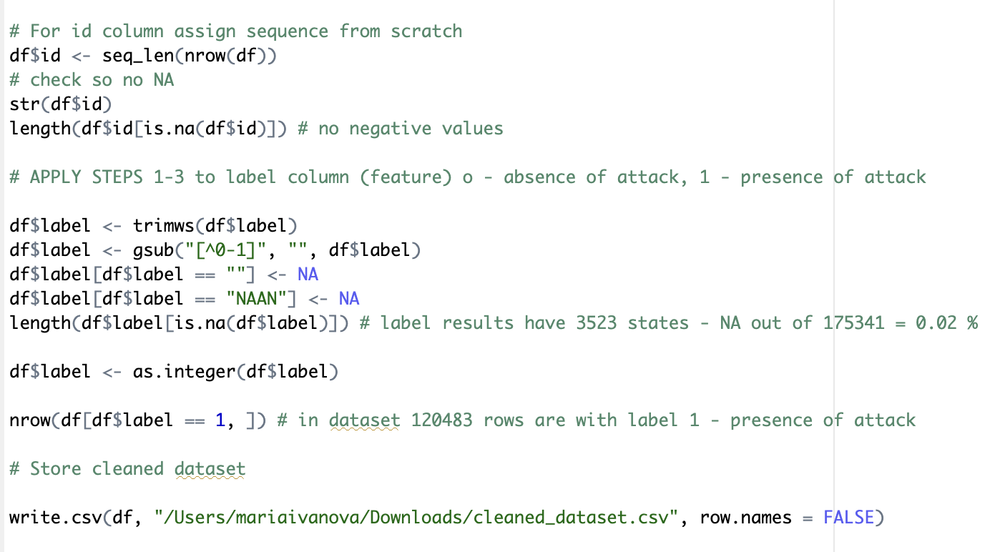 # For id column assign sequence from scratch
df$id <- seq_len(nrow(df))
# check so no NA
str(df$id)
length(df$id[is.na(df$id)]) # no negative values
# APPLY STEPS 1-3 to label column (feature) o - absence of attack, 1 - presence of attack
df$label <- trimws(df$label)
df$label <- gsub("[^0-1]", "", df$label)
df$label[df$label == ""] <- NA
df$label[df$label == "NAAN"] <- NA
length(df$label[is.na(df$label)]) # label results have 3523 states - NA out of 175341 = 0.02 %
df$label <- as.integer(df$label)
nrow(df[df$label == 1, ]) # in dataset 120483 rows are with label 1 - presence of attack
# Store cleaned dataset
write.csv(df, "/Users/mariaivanova/Downloads/cleaned_dataset.csv", row.names = FALSE)